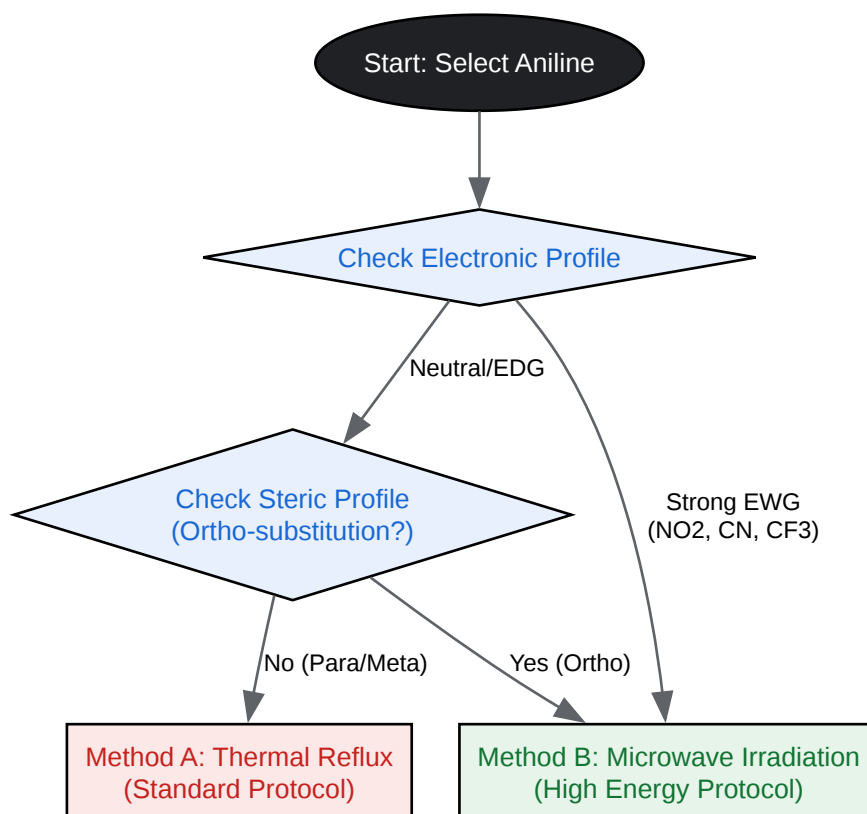 Start: Select Aniline
Check Electronic Profile
Neutral/EDG
Check Steric Profile
(Ortho-substitution?)
Strong EWG
(NO2, CN, CF3)
No (Para/Meta)
Yes (Ortho)
Method A: Thermal Reflux
(Standard Protocol)
Method B: Microwave Irradiation
(High Energy Protocol)